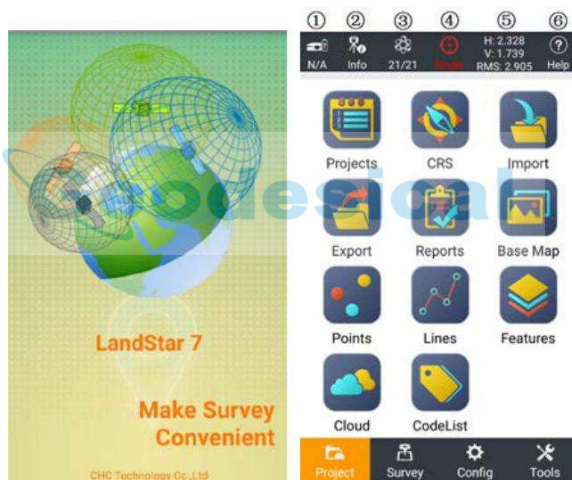 LandStar 7
Make Survey
Convenient
CHC Technology Co.,Ltd
Geodesical
① ② ③ ④ ⑤ ⑥
N/A Info 21/21 H: 2.328 V: 1.739 RMS: 2.905 Help
Projects CRS Import
Export Reports Base Map
Points Lines Features
Cloud CodeList
Project Survey Config Tools